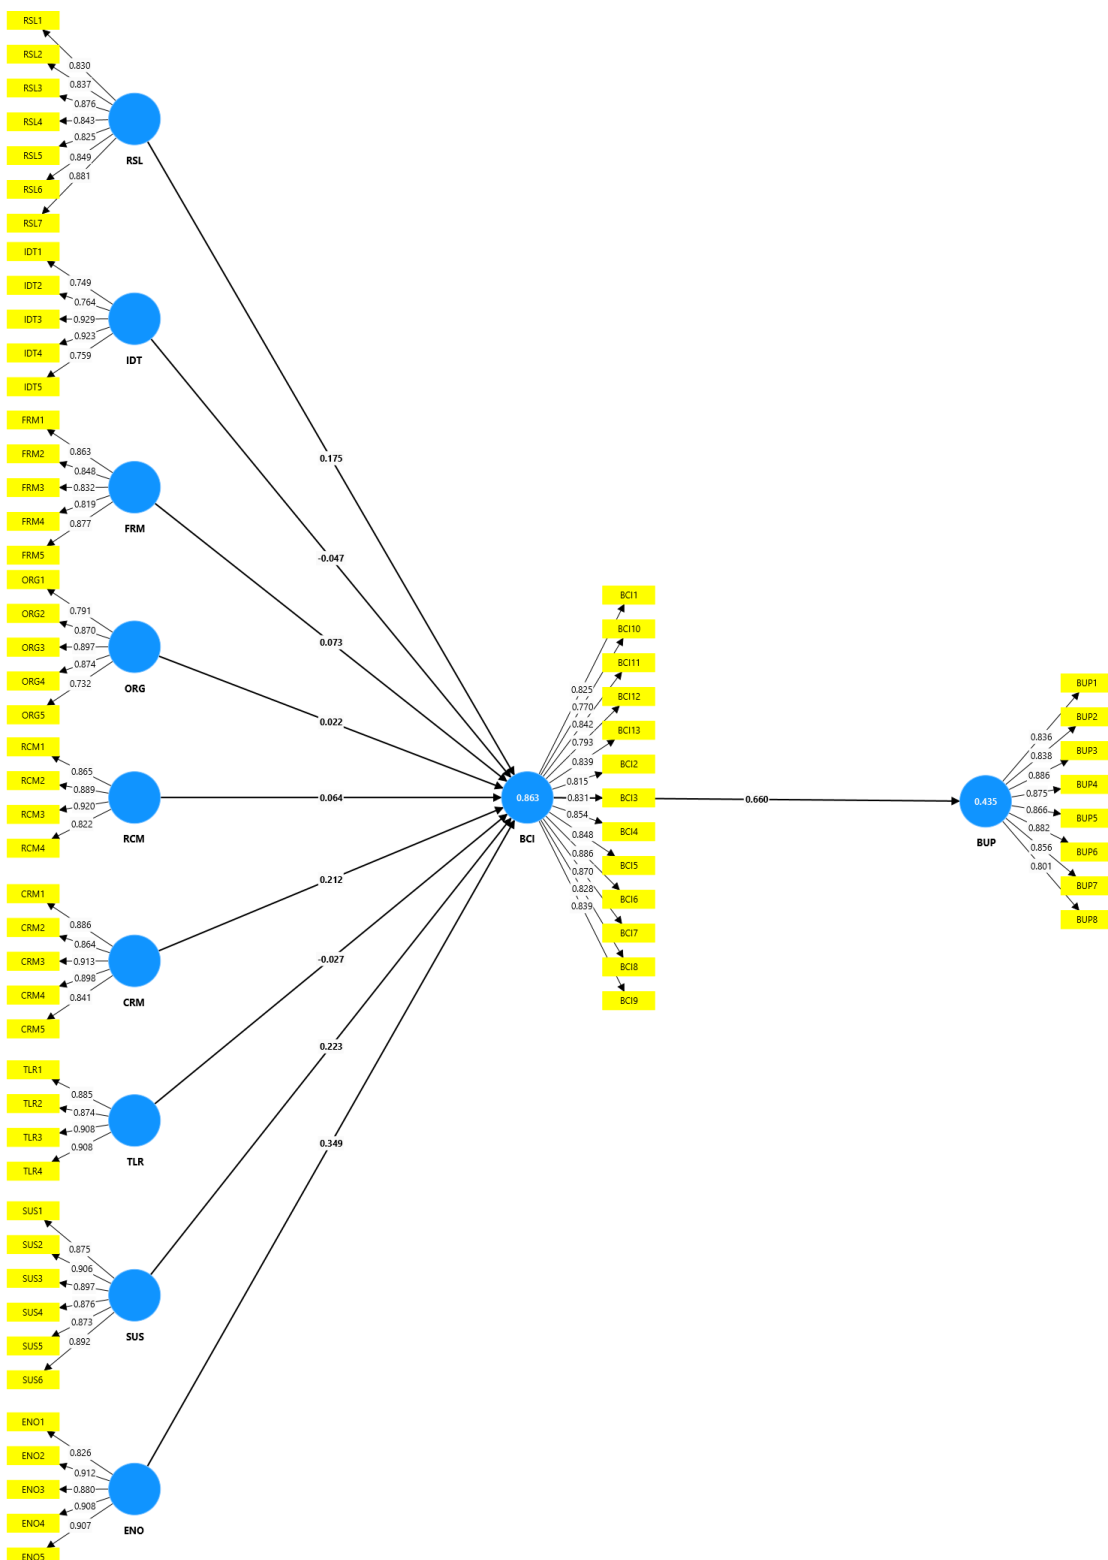 RSL1
RSL2
RSL3
RSL4
RSL5
RSL6
RSL7
0.830
0.837
0.876
0.843
0.825
0.849
0.881
RSL
IDT1
IDT2
IDT3
IDT4
IDT5
0.749
0.764
0.929
0.923
0.759
IDT
FRM1
FRM2
FRM3
FRM4
FRM5
0.863
0.848
0.832
0.819
0.877
FRM
ORG1
ORG2
ORG3
ORG4
ORG5
0.791
0.870
0.897
0.874
0.732
ORG
RCM1
RCM2
RCM3
RCM4
0.865
0.889
0.920
0.822
RCM
CRM1
CRM2
CRM3
CRM4
CRM5
0.886
0.864
0.913
0.898
0.841
CRM
TLR1
TLR2
TLR3
TLR4
0.885
0.874
0.908
0.908
TLR
SUS1
SUS2
SUS3
SUS4
SUS5
SUS6
0.875
0.906
0.897
0.876
0.873
0.892
SUS
ENO1
ENO2
ENO3
ENO4
ENO5
0.826
0.912
0.880
0.908
0.907
ENO
0.175
-0.047
0.073
0.022
0.064
0.212
-0.027
0.223
0.349
0.863
BCI
0.825
0.770
0.842
0.793
0.839
0.815
0.831
0.854
0.848
0.886
0.870
0.828
0.839
BCI1
BCI10
BCI11
BCI12
BCI13
BCI2
BCI3
BCI4
BCI5
BCI6
BCI7
BCI8
BCI9
0.660
0.435
BUP
0.836
0.838
0.886
0.875
0.866
0.882
0.856
0.801
BUP1
BUP2
BUP3
BUP4
BUP5
BUP6
BUP7
BUP8